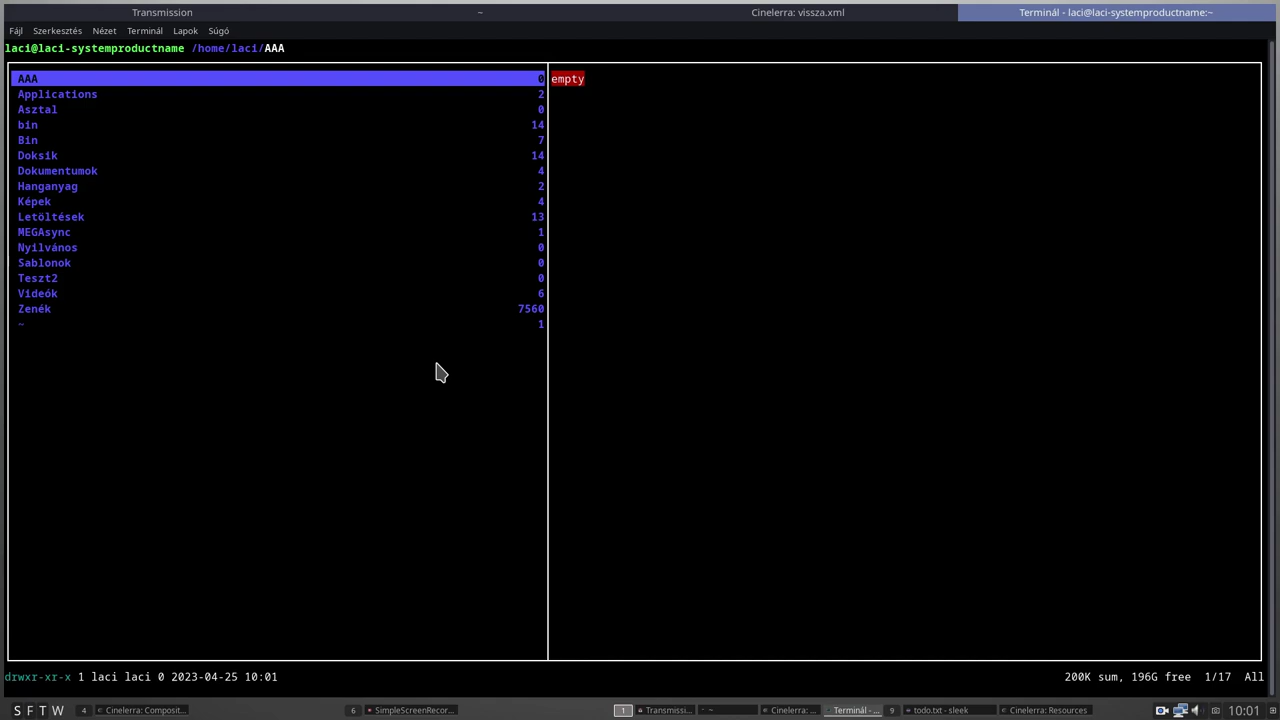 Transmission ~ Cinelerra: vissza.xml Terminál - laci@laci-systemproductname:~
Fájl Szerkesztés Nézet Terminál Lapok Súgó
laci@laci-systemproductname /home/laci/AAA
AAA 0
Applications 2
Asztal 0
bin 14
Bin 7
Doksik 14
Dokumentumok 4
Hanganyag 2
Képek 4
Letöltések 13
MEGAsync 1
Nyilvános 0
Sablonok 0
Teszt2 0
Videók 6
Zenék 7560
~ 1
empty
drwxr-xr-x 1 laci laci 0 2023-04-25 10:01 200K sum, 196G free 1/17 All
S F T W 4 Cinelerra: Composit... 6 SimpleScreenRecor... 1 Transmissi... ~ Cinelerra: ... Terminál - ... 9 todo.txt - sleek Cinelerra: Resources 10:01